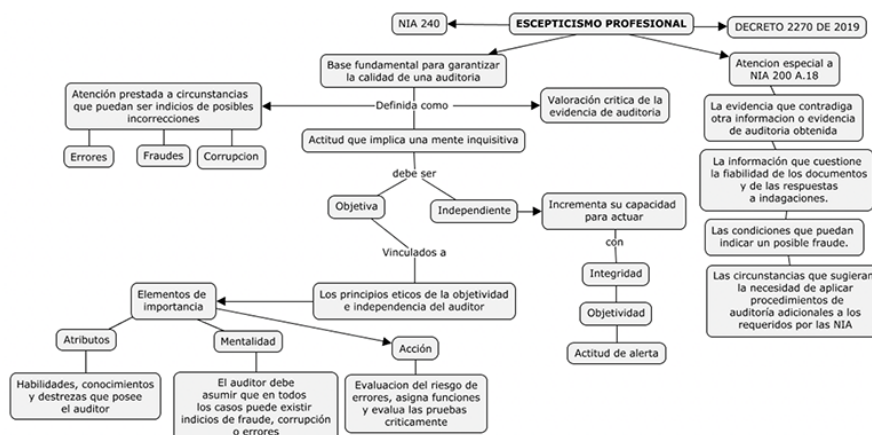 NIA 240
ESCEPTICISMO PROFESIONAL
DECRETO 2270 DE 2019
Base fundamental para garantizar
la calidad de una auditoria
Atencion especial a
NIA 200 A.18
Atención prestada a circunstancias
que puedan ser indicios de posibles
incorrecciones
Definida como
Valoración critica de la
evidencia de auditoria
La evidencia que contradiga
otra informacion o evidencia
de auditoria obtenida
Errores
Fraudes
Corrupcion
Actitud que implica una mente inquisitiva
La información que cuestione
la fiabilidad de los documentos
y de las respuestas
a indagaciones.
debe ser
Objetiva
Independiente
Incrementa su capacidad
para actuar
Las condiciones que puedan
indicar un posible fraude.
con
Vinculados a
Integridad
Las circunstancias que sugieran
la necesidad de aplicar
procedimientos de
auditoría adicionales a los
requeridos por las NIA
Elementos de
importancia
Los principios eticos de la objetividad
e independencia del auditor
Objetividad
Atributos
Mentalidad
Acción
Actitud de alerta
Habilidades, conocimientos
y destrezas que posee
el auditor
El auditor debe
asumir que en todos
los casos puede existir
indicios de fraude, corrupción
o errores
Evaluacion del riesgo de
errores, asigna funciones
y evalua las pruebas
criticamente